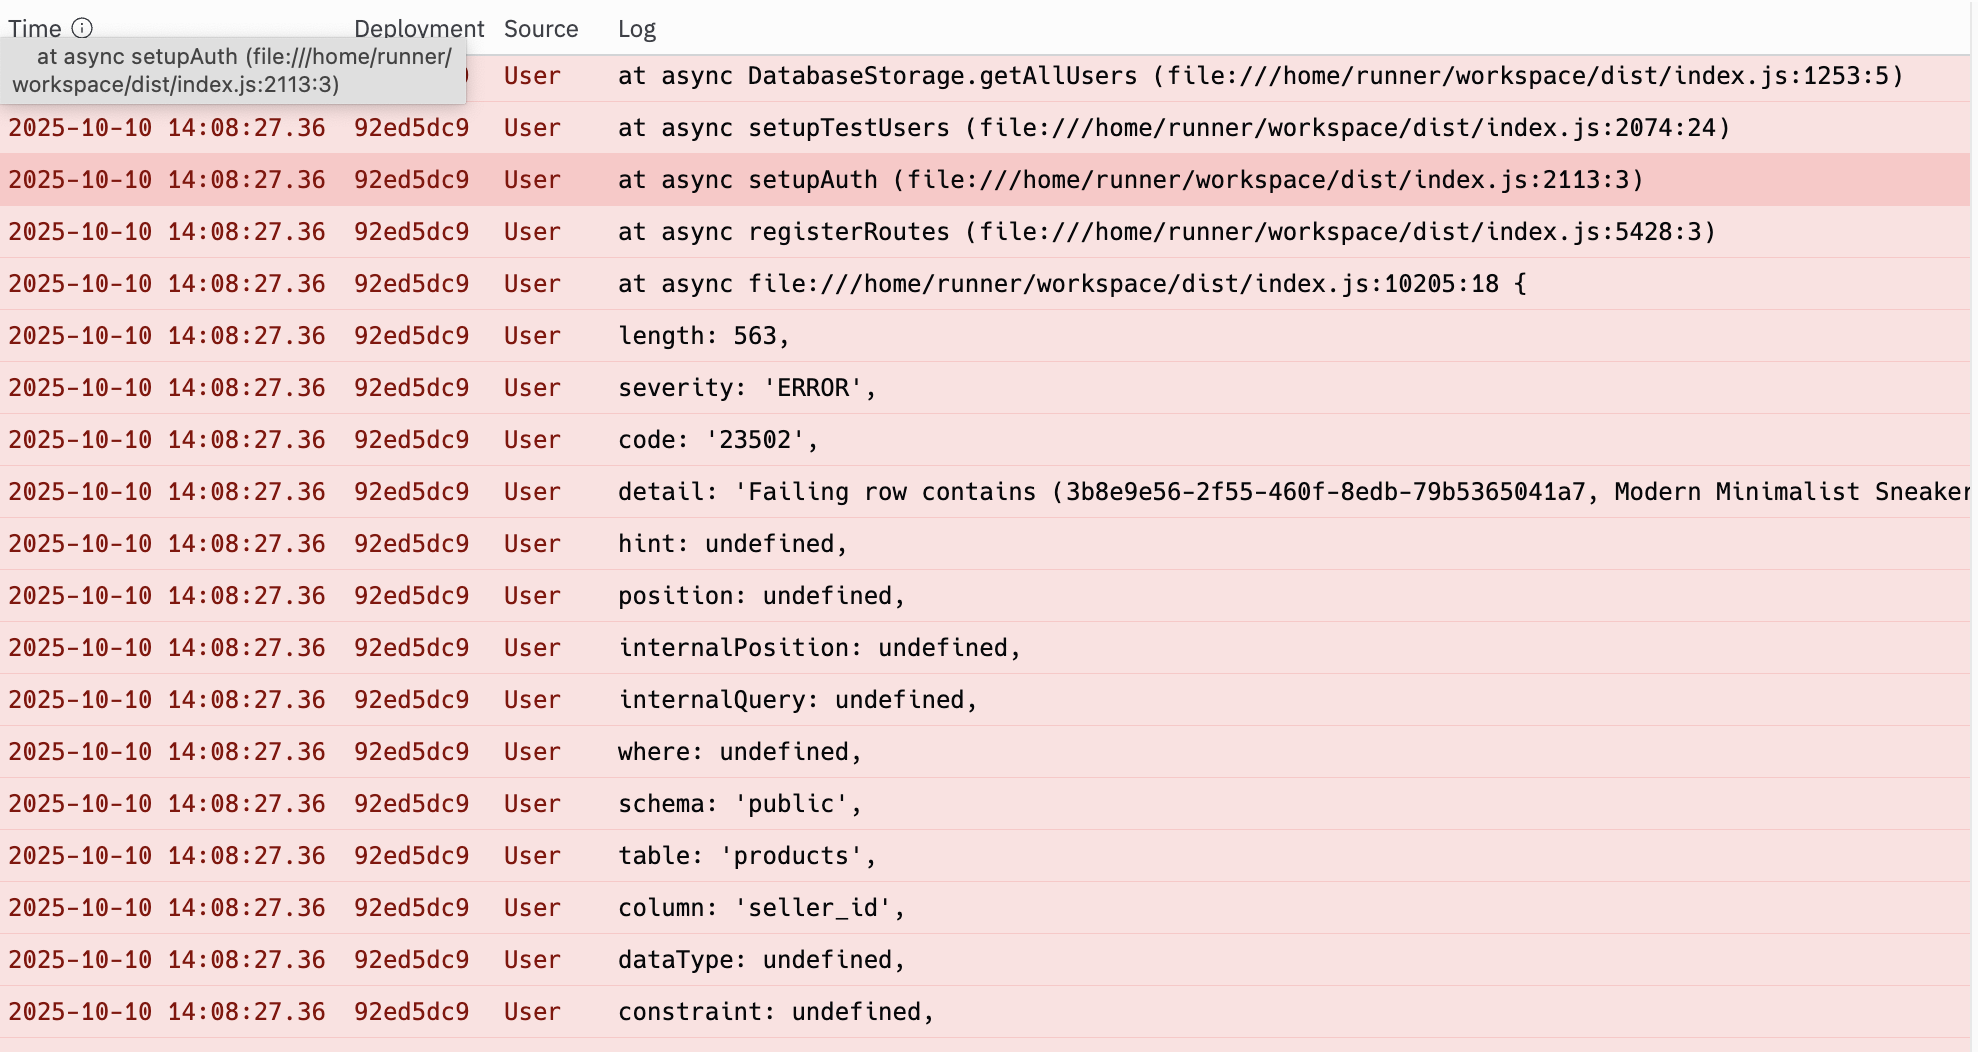 Time Deployment Source Log
at async setupAuth (file:///home/runner/
workspace/dist/index.js:2113:3)
User at async DatabaseStorage.getAllUsers (file:///home/runner/workspace/dist/index.js:1253:5)
2025-10-10 14:08:27.36 92ed5dc9 User at async setupTestUsers (file:///home/runner/workspace/dist/index.js:2074:24)
2025-10-10 14:08:27.36 92ed5dc9 User at async setupAuth (file:///home/runner/workspace/dist/index.js:2113:3)
2025-10-10 14:08:27.36 92ed5dc9 User at async registerRoutes (file:///home/runner/workspace/dist/index.js:5428:3)
2025-10-10 14:08:27.36 92ed5dc9 User at async file:///home/runner/workspace/dist/index.js:10205:18 {
2025-10-10 14:08:27.36 92ed5dc9 User length: 563,
2025-10-10 14:08:27.36 92ed5dc9 User severity: 'ERROR',
2025-10-10 14:08:27.36 92ed5dc9 User code: '23502',
2025-10-10 14:08:27.36 92ed5dc9 User detail: 'Failing row contains (3b8e9e56-2f55-460f-8edb-79b5365041a7, Modern Minimalist Sneaker
2025-10-10 14:08:27.36 92ed5dc9 User hint: undefined,
2025-10-10 14:08:27.36 92ed5dc9 User position: undefined,
2025-10-10 14:08:27.36 92ed5dc9 User internalPosition: undefined,
2025-10-10 14:08:27.36 92ed5dc9 User internalQuery: undefined,
2025-10-10 14:08:27.36 92ed5dc9 User where: undefined,
2025-10-10 14:08:27.36 92ed5dc9 User schema: 'public',
2025-10-10 14:08:27.36 92ed5dc9 User table: 'products',
2025-10-10 14:08:27.36 92ed5dc9 User column: 'seller_id',
2025-10-10 14:08:27.36 92ed5dc9 User dataType: undefined,
2025-10-10 14:08:27.36 92ed5dc9 User constraint: undefined,